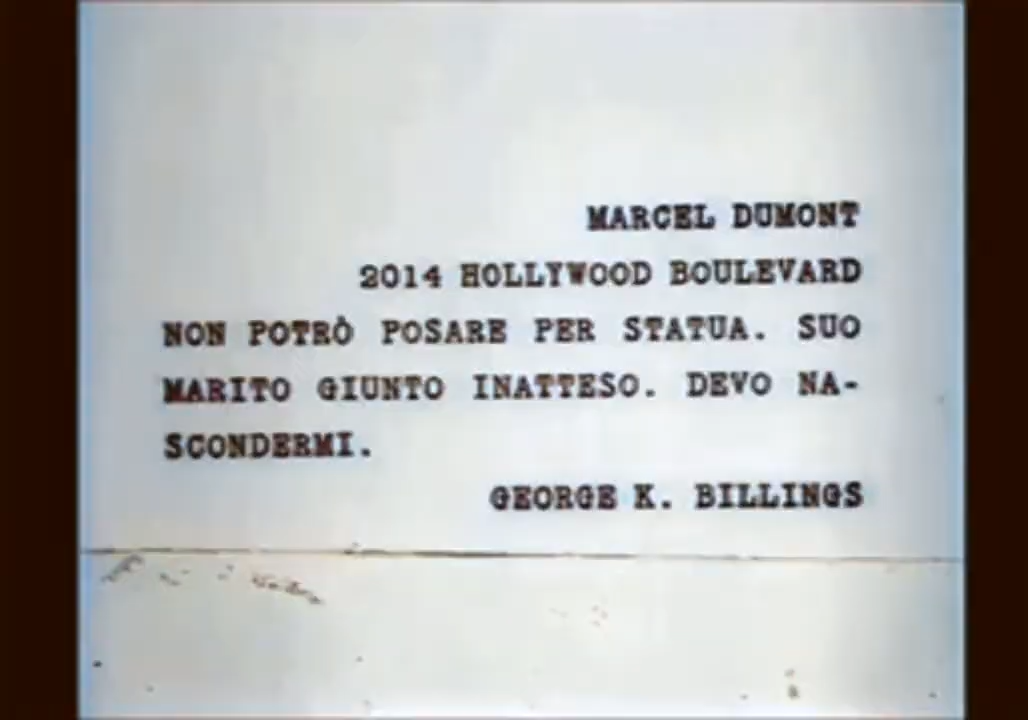 MARCEL DUMONT
2014 HOLLYWOOD BOULEVARD
NON POTRÒ POSARE PER STATUA. SUO
MARITO GIUNTO INATTESO. DEVO NA-
SCONDERMI.
GEORGE K. BILLINGS